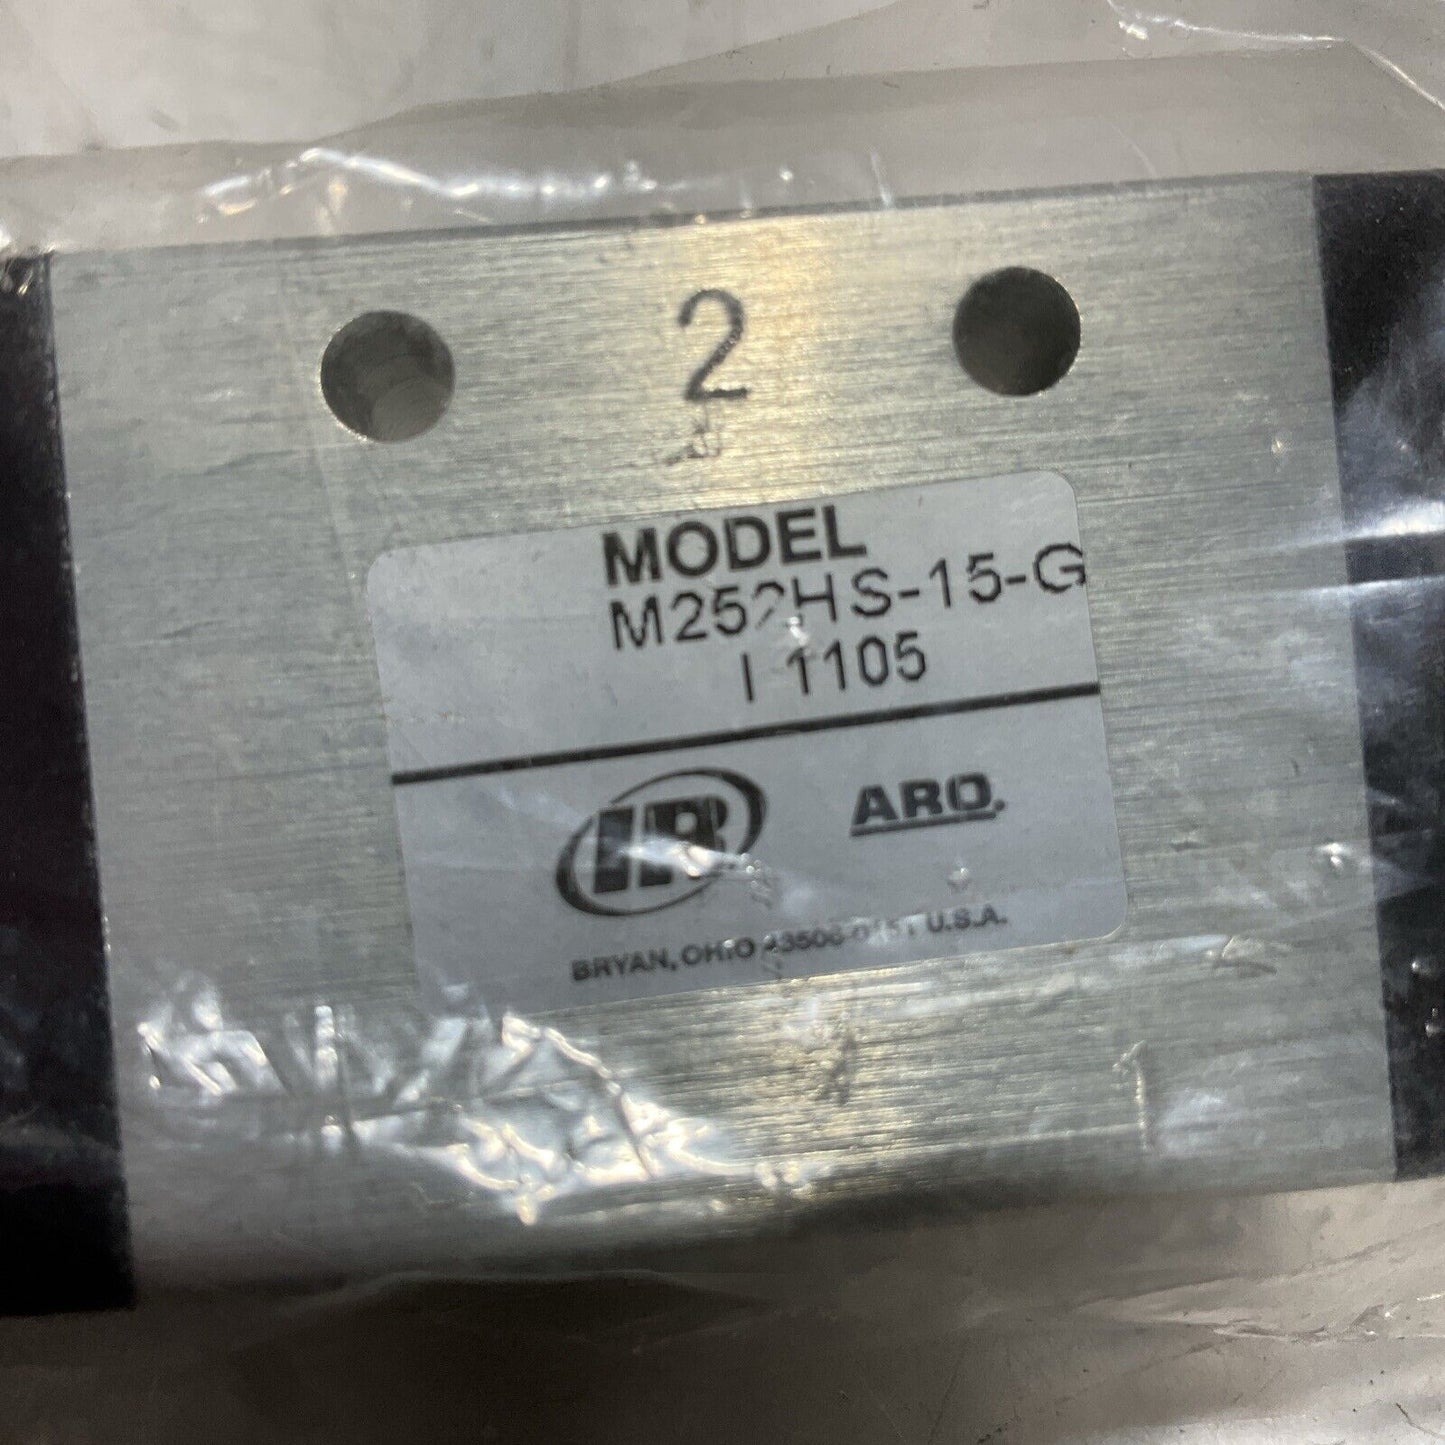 2
MODEL
M252HS-15-G
I 1105
IR ARO.
BRYAN, OHIO U.S.A.